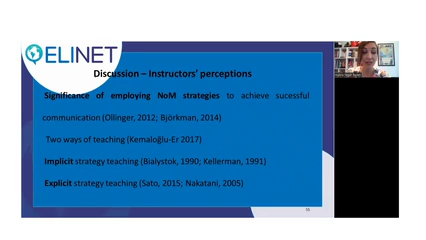 ELINET
Discussion – Instructors' perceptions
Significance of employing NoM strategies to achieve sucessful
communication (Ollinger, 2012; Björkman, 2014)
Two ways of teaching (Kemaloğlu-Er 2017)
Implicit strategy teaching (Bialystok, 1990; Kellerman, 1991)
Explicit strategy teaching (Sato, 2015; Nakatani, 2005)